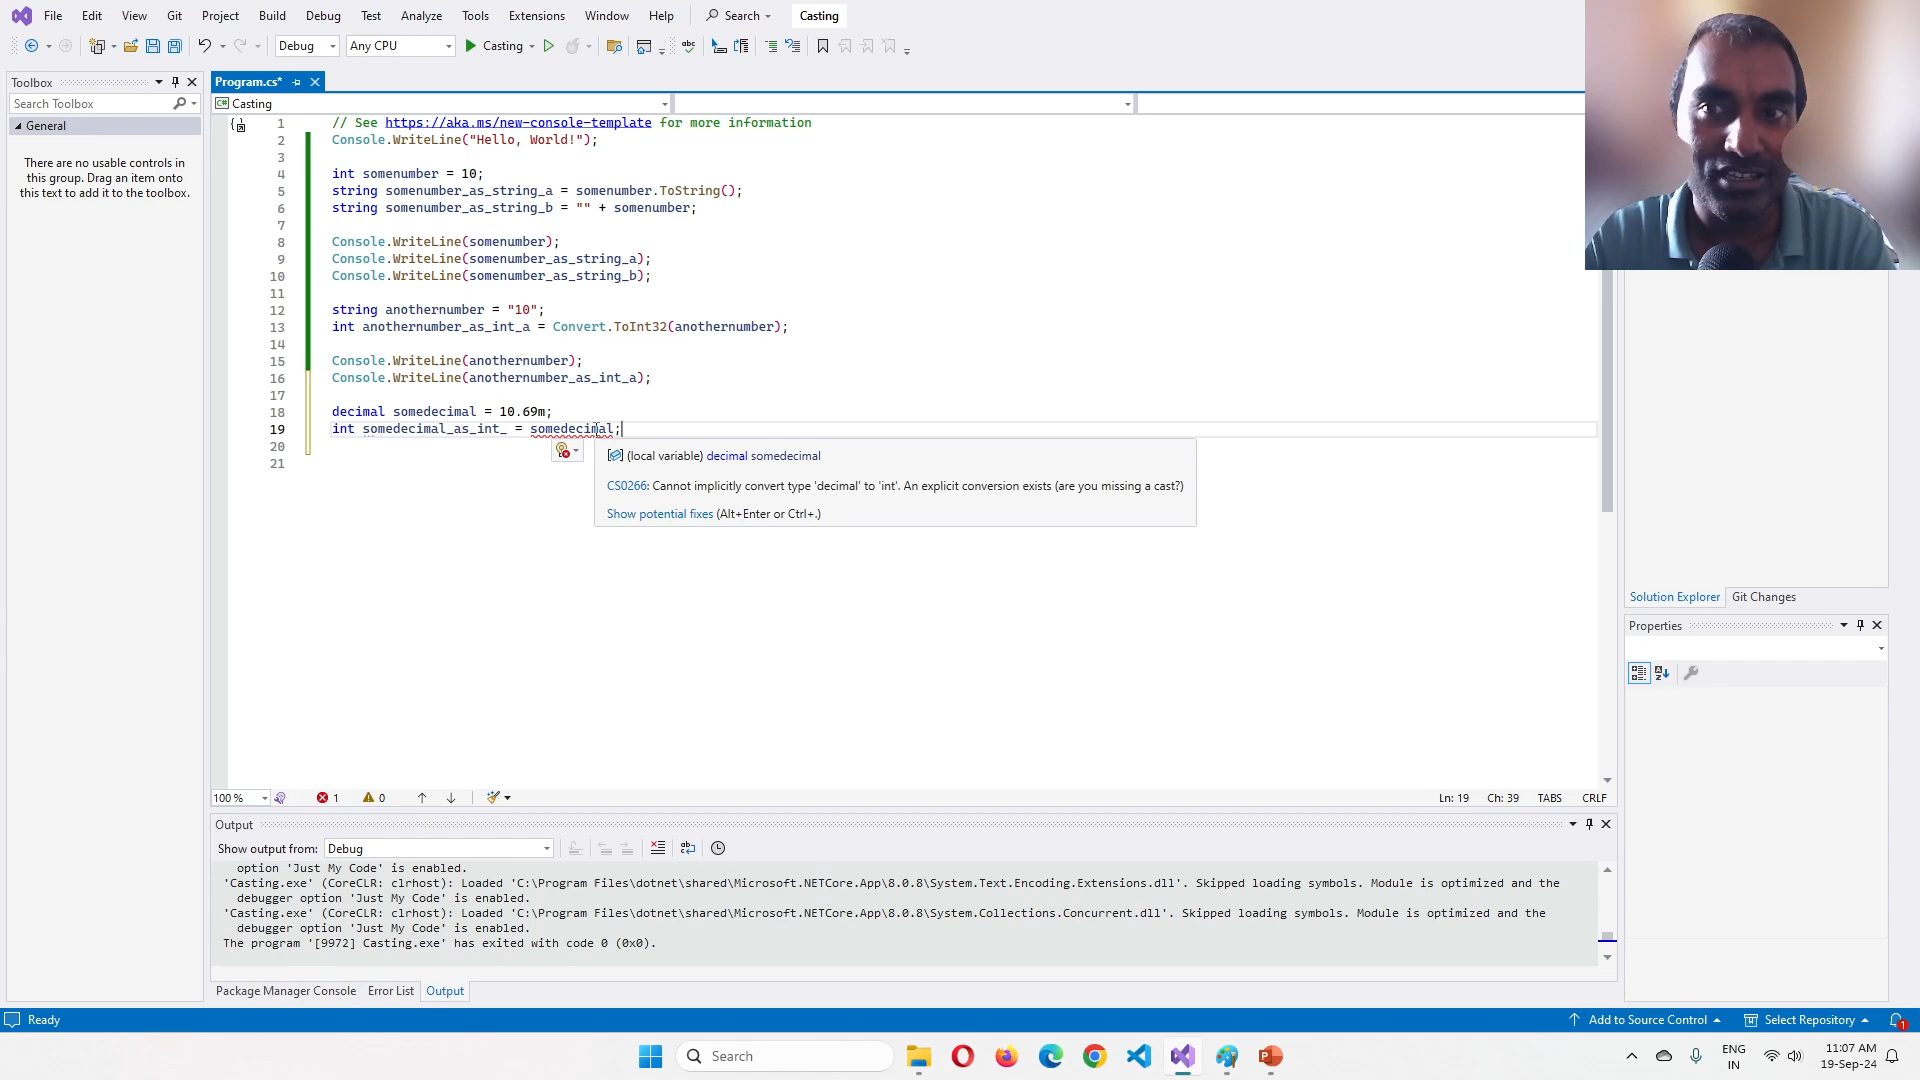 File Edit View Git Project Build Debug Test Analyze Tools Extensions Window Help Search Casting
Debug Any CPU Casting
Toolbox
Search Toolbox
General
There are no usable controls in
this group. Drag an item onto
this text to add it to the toolbox.
Program.cs*
Casting
1 // See https://aka.ms/new-console-template for more information
2 Console.WriteLine("Hello, World!");
3
4 int somenumber = 10;
5 string somenumber_as_string_a = somenumber.ToString();
6 string somenumber_as_string_b = "" + somenumber;
7
8 Console.WriteLine(somenumber);
9 Console.WriteLine(somenumber_as_string_a);
10 Console.WriteLine(somenumber_as_string_b);
11
12 string anothernumber = "10";
13 int anothernumber_as_int_a = Convert.ToInt32(anothernumber);
14
15 Console.WriteLine(anothernumber);
16 Console.WriteLine(anothernumber_as_int_a);
17
18 decimal somedecimal = 10.69m;
19 int somedecimal_as_int_ = somedecimal;
20
21
(local variable) decimal somedecimal
CS0266: Cannot implicitly convert type 'decimal' to 'int'. An explicit conversion exists (are you missing a cast?)
Show potential fixes (Alt+Enter or Ctrl+.)
Solution Explorer Git Changes
Properties
100 % 1 0 Ln: 19 Ch: 39 TABS CRLF
Output
Show output from: Debug
option 'Just My Code' is enabled.
'Casting.exe' (CoreCLR: clrhost): Loaded 'C:\Program Files\dotnet\shared\Microsoft.NETCore.App\8.0.8\System.Text.Encoding.Extensions.dll'. Skipped loading symbols. Module is optimized and the
debugger option 'Just My Code' is enabled.
'Casting.exe' (CoreCLR: clrhost): Loaded 'C:\Program Files\dotnet\shared\Microsoft.NETCore.App\8.0.8\System.Collections.Concurrent.dll'. Skipped loading symbols. Module is optimized and the
debugger option 'Just My Code' is enabled.
The program '[9972] Casting.exe' has exited with code 0 (0x0).
Package Manager Console Error List Output
Ready Add to Source Control Select Repository 1
Search
ENG
IN
11:07 AM
19-Sep-24